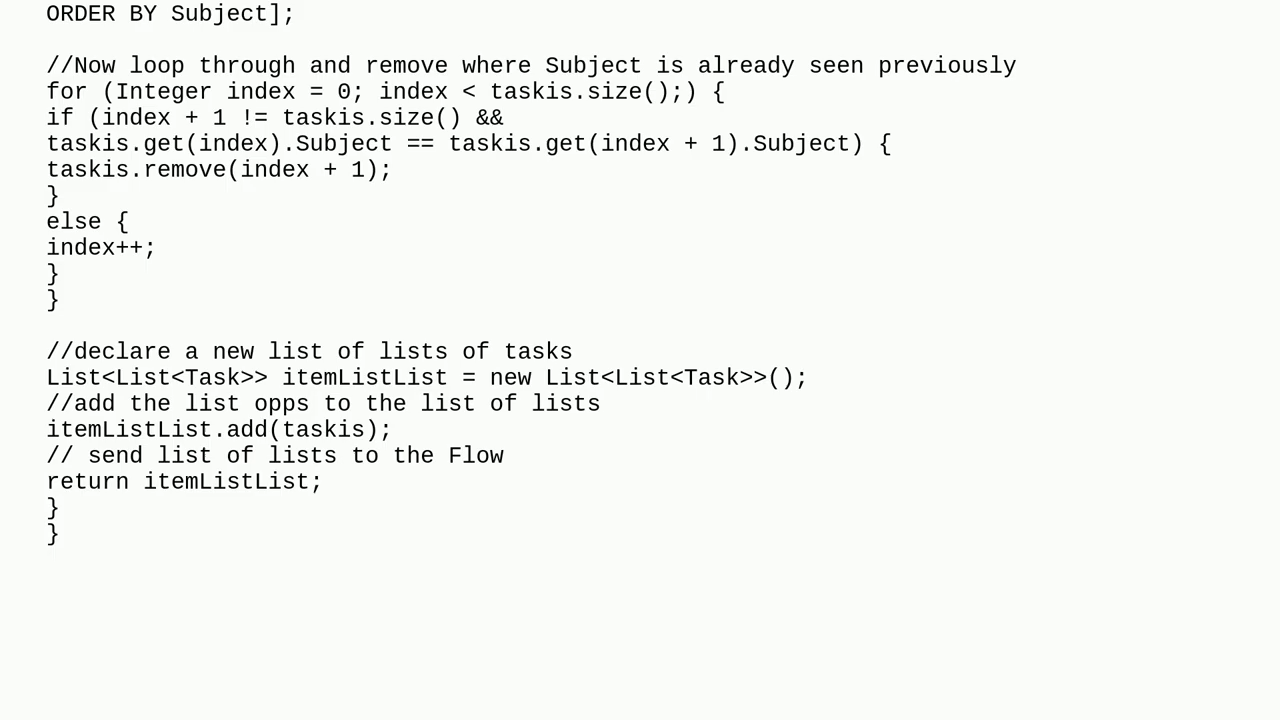 ORDER BY Subject];
//Now loop through and remove where Subject is already seen previously
for (Integer index = 0; index < taskis.size();) {
if (index + 1 != taskis.size() &&
taskis.get(index).Subject == taskis.get(index + 1).Subject) {
taskis.remove(index + 1);
}
else {
index++;
}
}
//declare a new list of lists of tasks
List<List<Task>> itemListList = new List<List<Task>>();
//add the list opps to the list of lists
itemListList.add(taskis);
// send list of lists to the Flow
return itemListList;
}
}